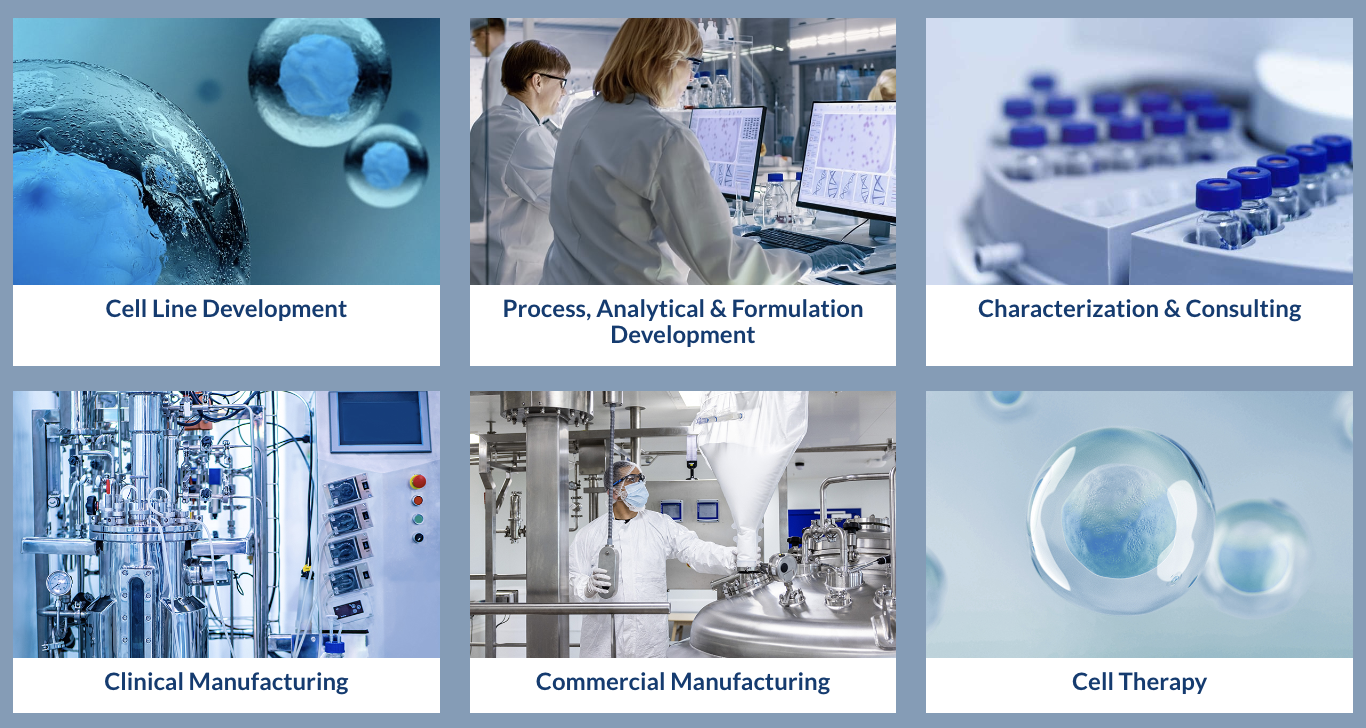 Cell Line Development
Process, Analytical & Formulation
Development
Characterization & Consulting
Clinical Manufacturing
Commercial Manufacturing
Cell Therapy